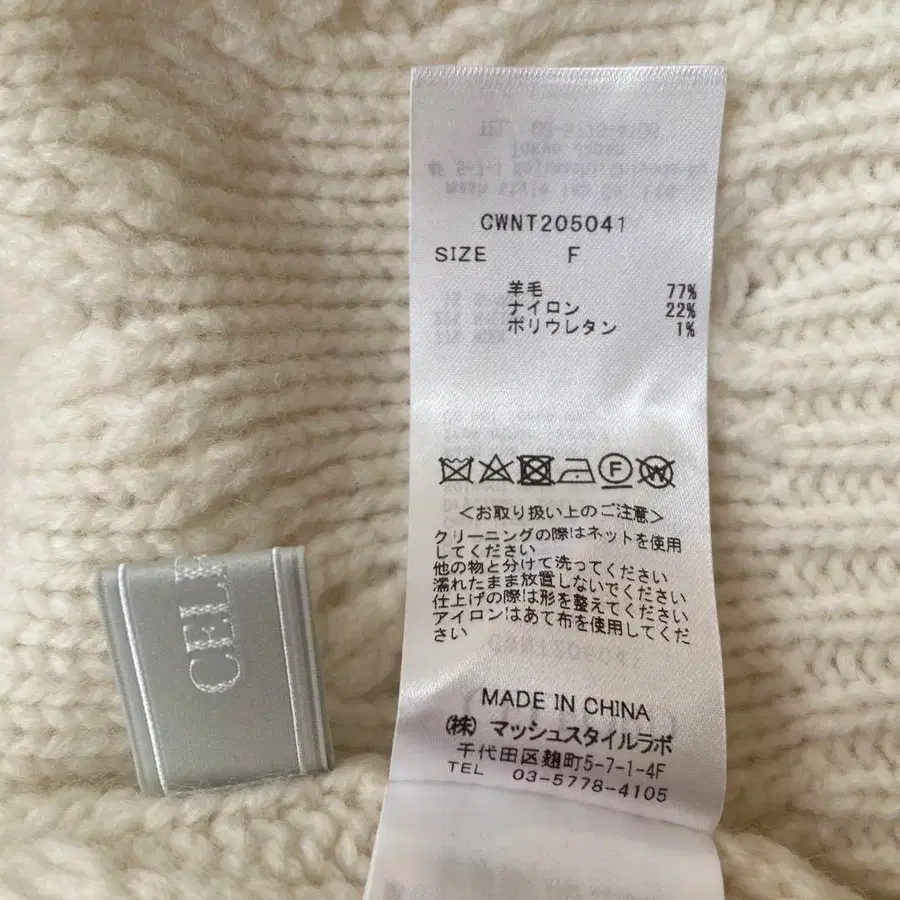 CWNT205041
SIZE F
羊毛 77%
ナイロン 22%
ポリウレタン 1%
F
W
<お取り扱い上のご注意>
クリーニングの際はネットを使用
してください
他の物と分けて洗ってください
濡れたまま放置しないでください
仕上げの際は形を整えてください
アイロンはあて布を使用してくだ
さい
MADE IN CHINA
(株) マッシュスタイルラボ
千代田区麹町5-7-1-4F
TEL 03-5778-4105